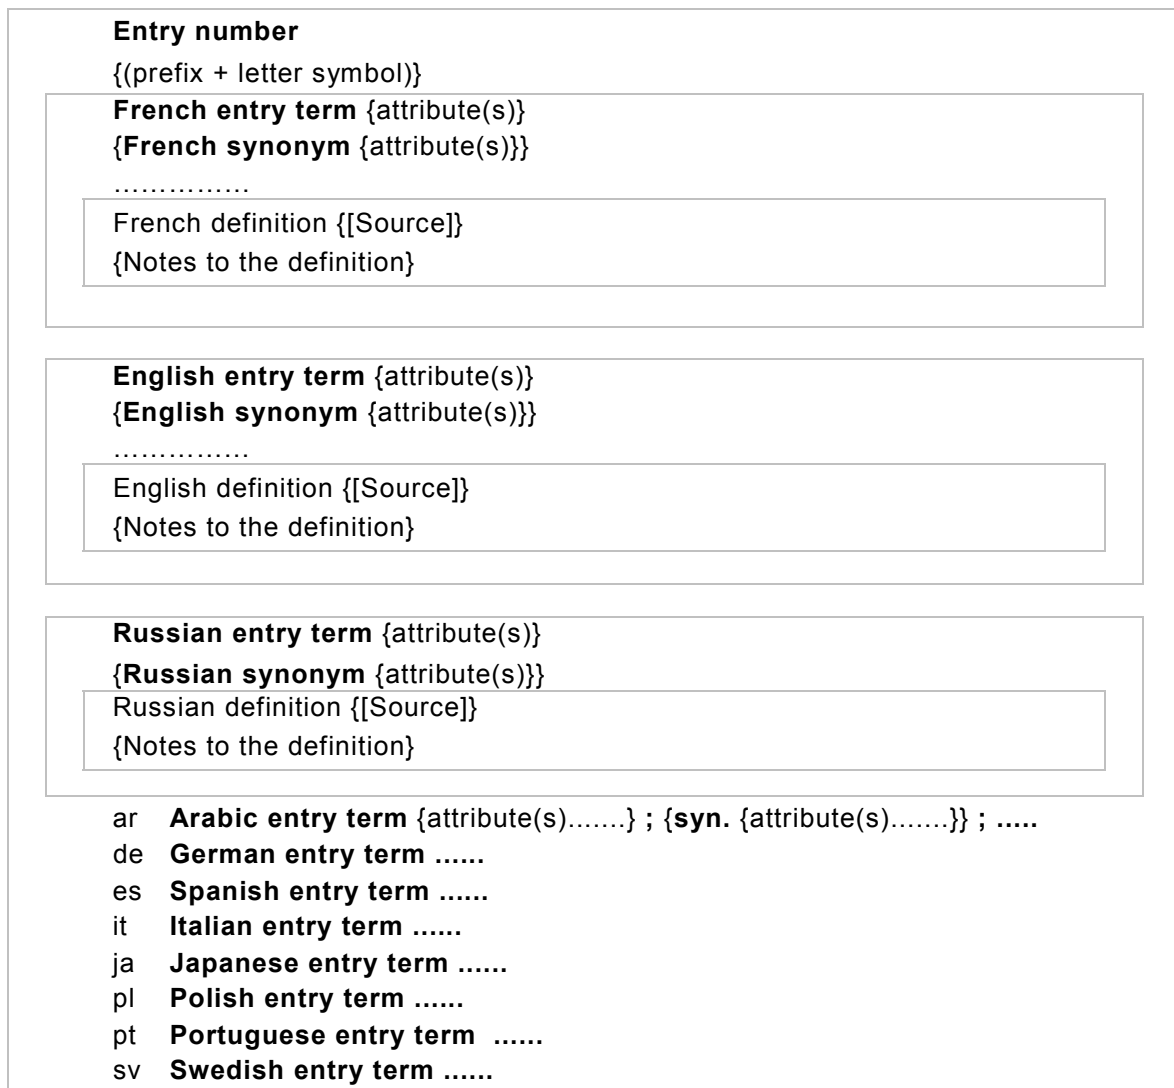 Entry number
{(prefix + letter symbol)}
French entry term {attribute(s)}
{French synonym {attribute(s)}}
……………
French definition {[Source]}
{Notes to the definition}
English entry term {attribute(s)}
{English synonym {attribute(s)}}
……………
English definition {[Source]}
{Notes to the definition}
Russian entry term {attribute(s)}
{Russian synonym {attribute(s)}}
Russian definition {[Source]}
{Notes to the definition}
ar Arabic entry term {attribute(s).......} ; {syn. {attribute(s).......}} ; .....
de German entry term ......
es Spanish entry term ......
it Italian entry term ......
ja Japanese entry term ......
pl Polish entry term ......
pt Portuguese entry term ......
sv Swedish entry term ......